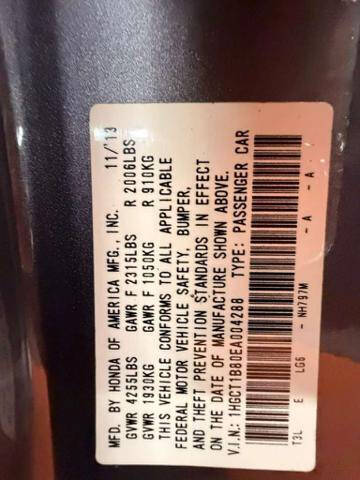 MFD. BY HONDA OF AMERICA MFG., INC. 11/'13
GVWR 4255LBS GAWR F 2315LBS R 2006LBS
GVWR 1930KG GAWR F 1050KG R 910KG
THIS VEHICLE CONFORMS TO ALL APPLICABLE
FEDERAL MOTOR VEHICLE SAFETY, BUMPER,
AND THEFT PREVENTION STANDARDS IN EFFECT
ON THE DATE OF MANUFACTURE SHOWN ABOVE.
V.I.N.: 1HGCT1B80EA004288 TYPE: PASSENGER CAR
T3L E LG6 - NH797M - A - A -